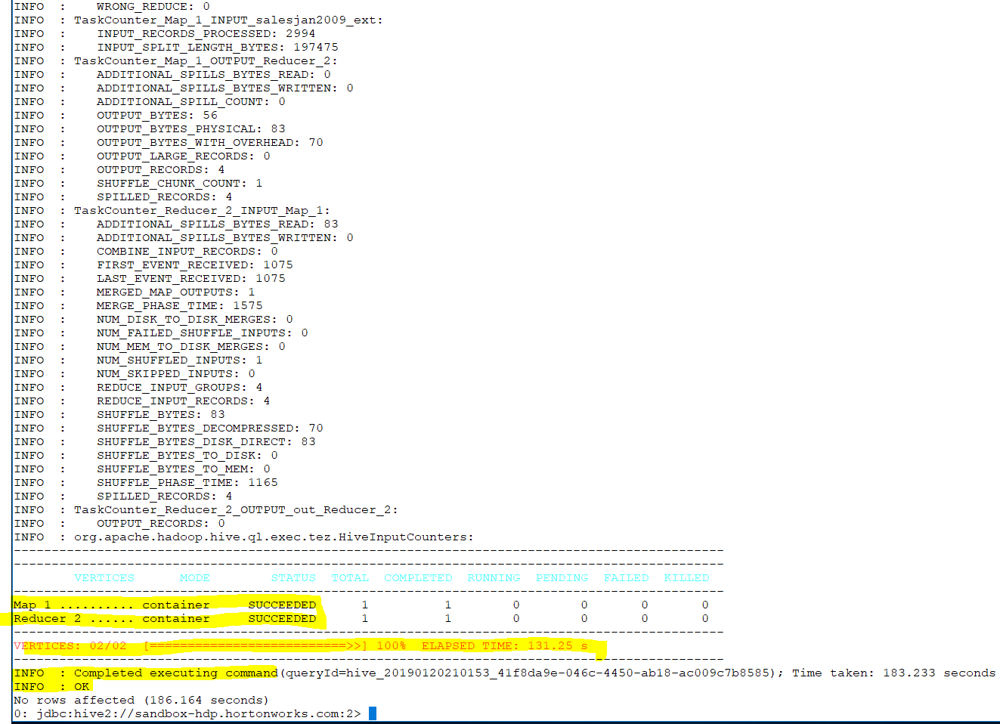 INFO  :     WRONG_REDUCE: 0
INFO  : TaskCounter_Map_1_INPUT_salesjan2009_ext:
INFO  :    INPUT_RECORDS_PROCESSED: 2994
INFO  :    INPUT_SPLIT_LENGTH_BYTES: 197475
INFO  : TaskCounter_Map_1_OUTPUT_Reducer_2:
INFO  :    ADDITIONAL_SPILLS_BYTES_READ: 0
INFO  :    ADDITIONAL_SPILLS_BYTES_WRITTEN: 0
INFO  :    ADDITIONAL_SPILL_COUNT: 0
INFO  :    OUTPUT_BYTES: 56
INFO  :    OUTPUT_BYTES_PHYSICAL: 83
INFO  :    OUTPUT_BYTES_WITH_OVERHEAD: 70
INFO  :    OUTPUT_LARGE_RECORDS: 0
INFO  :    OUTPUT_RECORDS: 4
INFO  :    SHUFFLE_CHUNK_COUNT: 1
INFO  :    SPILLED_RECORDS: 4
INFO  : TaskCounter_Reducer_2_INPUT_Map_1:
INFO  :    ADDITIONAL_SPILLS_BYTES_READ: 83
INFO  :    ADDITIONAL_SPILLS_BYTES_WRITTEN: 0
INFO  :    COMBINE_INPUT_RECORDS: 0
INFO  :    FIRST_EVENT_RECEIVED: 1075
INFO  :    LAST_EVENT_RECEIVED: 1075
INFO  :    MERGED_MAP_OUTPUTS: 1
INFO  :    MERGE_PHASE_TIME: 1575
INFO  :    NUM_DISK_TO_DISK_MERGES: 0
INFO  :    NUM_FAILED_SHUFFLE_INPUTS: 0
INFO  :    NUM_MEM_TO_DISK_MERGES: 0
INFO  :    NUM_SHUFFLED_INPUTS: 1
INFO  :    NUM_SKIPPED_INPUTS: 0
INFO  :    REDUCE_INPUT_GROUPS: 4
INFO  :    REDUCE_INPUT_RECORDS: 4
INFO  :    SHUFFLE_BYTES: 83
INFO  :    SHUFFLE_BYTES_DECOMPRESSED: 70
INFO  :    SHUFFLE_BYTES_DISK_DIRECT: 83
INFO  :    SHUFFLE_BYTES_TO_DISK: 0
INFO  :    SHUFFLE_BYTES_TO_MEM: 0
INFO  :    SHUFFLE_PHASE_TIME: 1165
INFO  :    SPILLED_RECORDS: 4
INFO  : TaskCounter_Reducer_2_OUTPUT_out_Reducer_2:
INFO  :    OUTPUT_RECORDS: 0
INFO  : org.apache.hadoop.hive.ql.exec.tez.HiveInputCounters:
----------------------------------------------------------------------------------------------
----------------------------------------------------------------------------------------------
        VERTICES      MODE        STATUS  TOTAL  COMPLETED  RUNNING  PENDING  FAILED  KILLED
----------------------------------------------------------------------------------------------
Map 1 .......... container     SUCCEEDED      1          1        0        0       0       0
Reducer 2 ...... container     SUCCEEDED      1          1        0        0       0       0
----------------------------------------------------------------------------------------------
VERTICES: 02/02  [==========================>>] 100%  ELAPSED TIME: 131.25 s
----------------------------------------------------------------------------------------------
INFO  : Completed executing command(queryId=hive_20190120210153_41f8da9e-046c-4450-ab18-ac009c7b8585); Time taken: 183.233 seconds
INFO  : OK
No rows affected (186.164 seconds)
0: jdbc:hive2://sandbox-hdp.hortonworks.com:2>